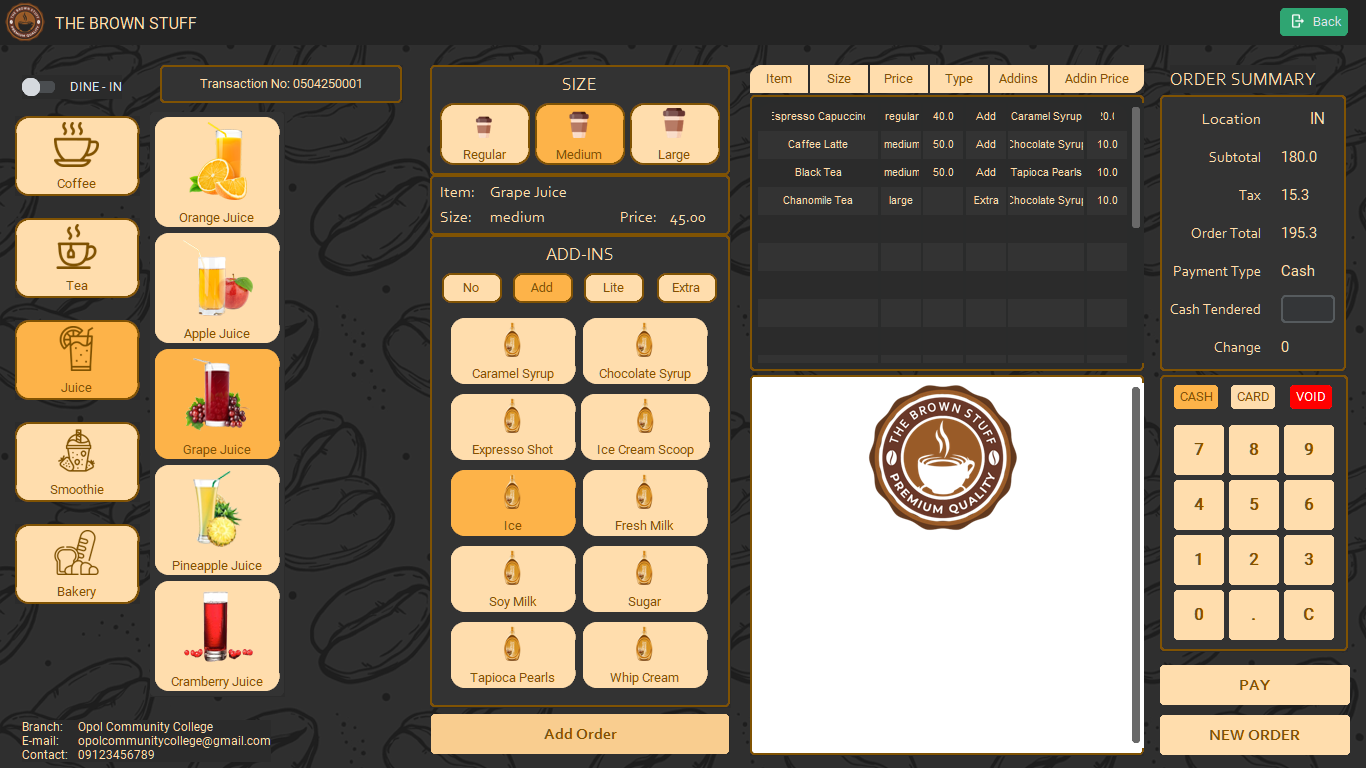 THE BROWN STUFF
Back
DINE - IN
Transaction No: 0504250001
Coffee
Tea
Juice
Smoothie
Bakery
Orange Juice
Apple Juice
Grape Juice
Pineapple Juice
Cramberry Juice
Branch: Opol Community College
E-mail: opolcommunitycollege@gmail.com
Contact: 09123456789
SIZE
Regular Medium Large
Item: Grape Juice
Size: medium Price: 45.00
ADD-INS
No Add Lite Extra
Caramel Syrup Chocolate Syrup
Expresso Shot Ice Cream Scoop
Ice Fresh Milk
Soy Milk Sugar
Tapioca Pearls Whip Cream
Add Order
Item Size Price Type Addins Addin Price
Espresso Capuccino regular 40.0 Add Caramel Syrup 20.0
Caffee Latte medium 50.0 Add Chocolate Syrup 10.0
Black Tea medium 50.0 Add Tapioca Pearls 10.0
Chanomile Tea large Extra Chocolate Syrup 10.0
THE BROWN STUFF
PREMIUM QUALITY
ORDER SUMMARY
Location IN
Subtotal 180.0
Tax 15.3
Order Total 195.3
Payment Type Cash
Cash Tendered
Change 0
CASH CARD VOID
7 8 9
4 5 6
1 2 3
0 . C
PAY
NEW ORDER